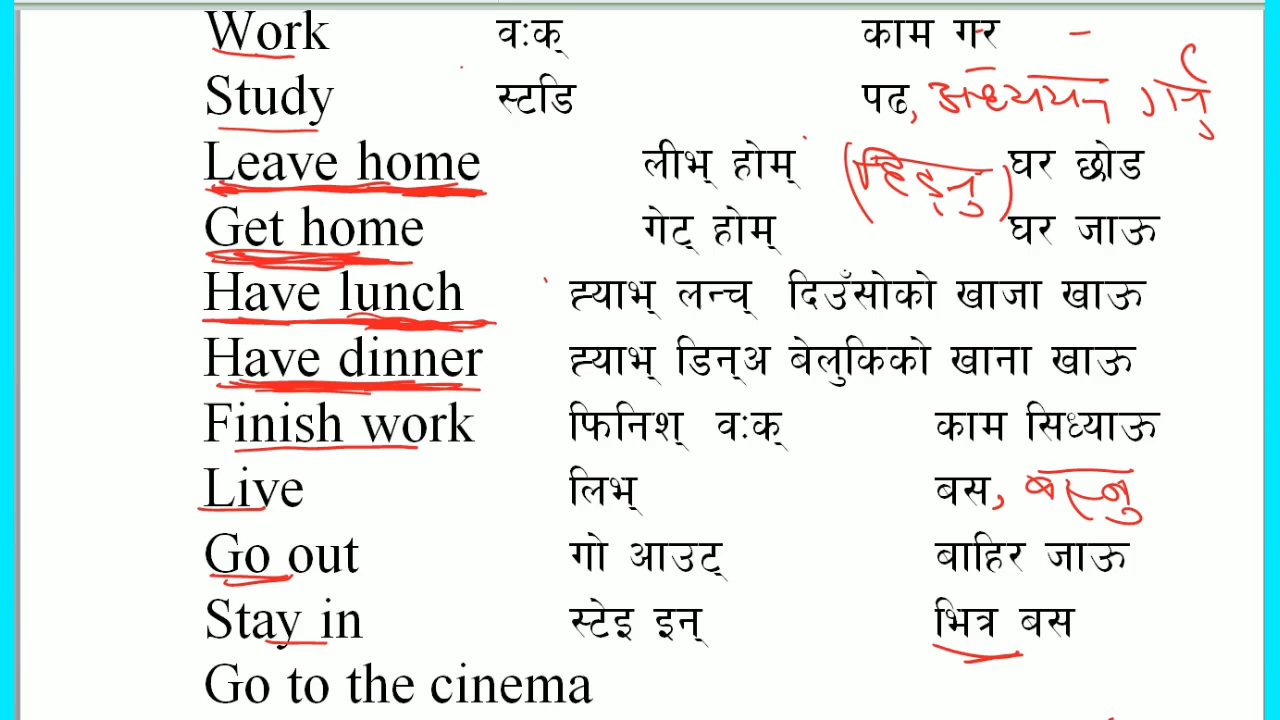 Work वःक् काम गर -
Study स्टडि पढ, अध्ययन गर्नु
Leave home लीभ् होम् (हिड्नु) घर छोड
Get home गेट् होम् घर जाऊ
Have lunch ह्याभ् लन्च् दिउँसोको खाजा खाऊ
Have dinner ह्याभ् डिन्अ बेलुकिको खाना खाऊ
Finish work फिनिश् वःक् काम सिध्याऊ
Live लिभ् बस, बस्नु
Go out गो आउट् बाहिर जाऊ
Stay in स्टेइ इन् भित्र बस
Go to the cinema